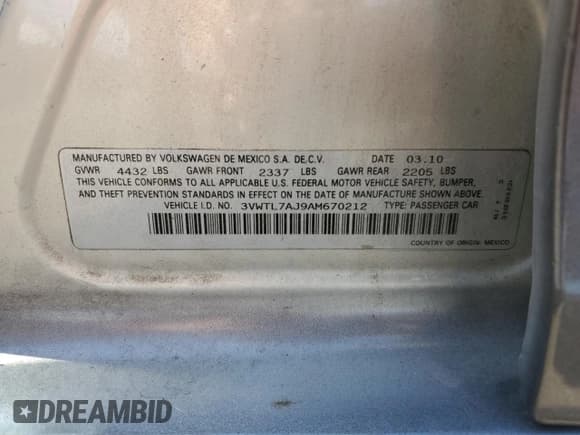 MANUFACTURED BY VOLKSWAGEN DE MEXICO S.A. DE.C.V. DATE 03.10
GVWR 4432 LBS GAWR FRONT 2337 LBS GAWR REAR 2205 LBS
THIS VEHICLE CONFORMS TO ALL APPLICABLE U.S. FEDERAL MOTOR VEHICLE SAFETY, BUMPER,
AND THEFT PREVENTION STANDARDS IN EFFECT ON THE DATE OF MANUFACTURE SHOWN ABOVE.
VEHICLE I.D. NO. 3VWTL7AJ9AM670212 TYPE: PASSENGER CAR
COUNTRY OF ORIGIN: MEXICO
DREAMBID